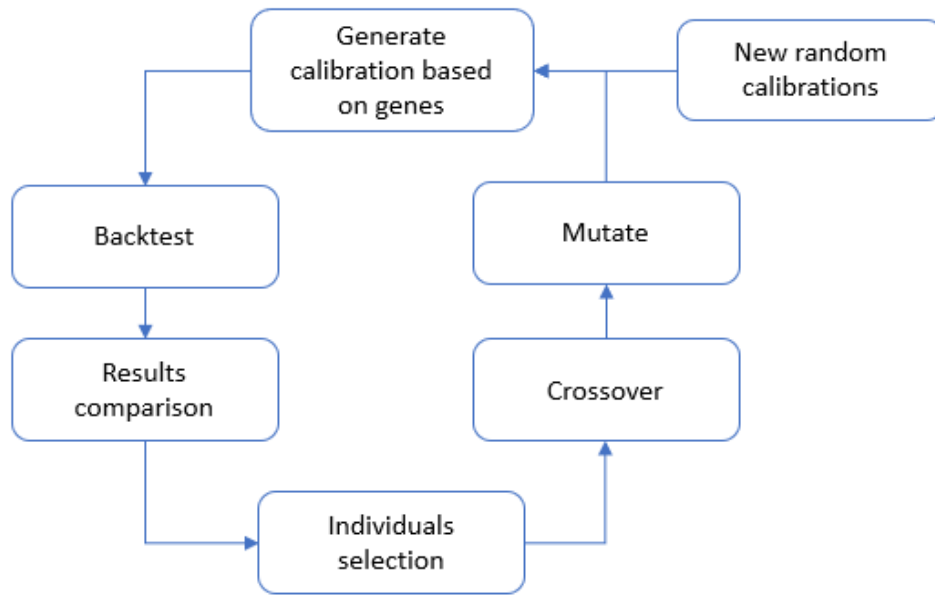 Generate
calibration based
on genes
New random
calibrations
Backtest
Mutate
Results
comparison
Crossover
Individuals
selection